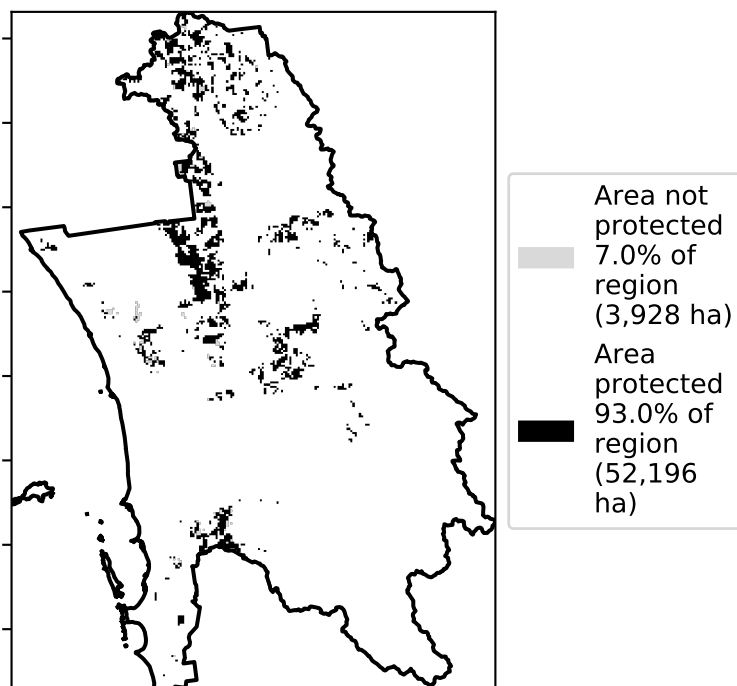 Area not
protected
7.0% of
region
(3,928 ha)
Area
protected
93.0% of
region
(52,196
ha)